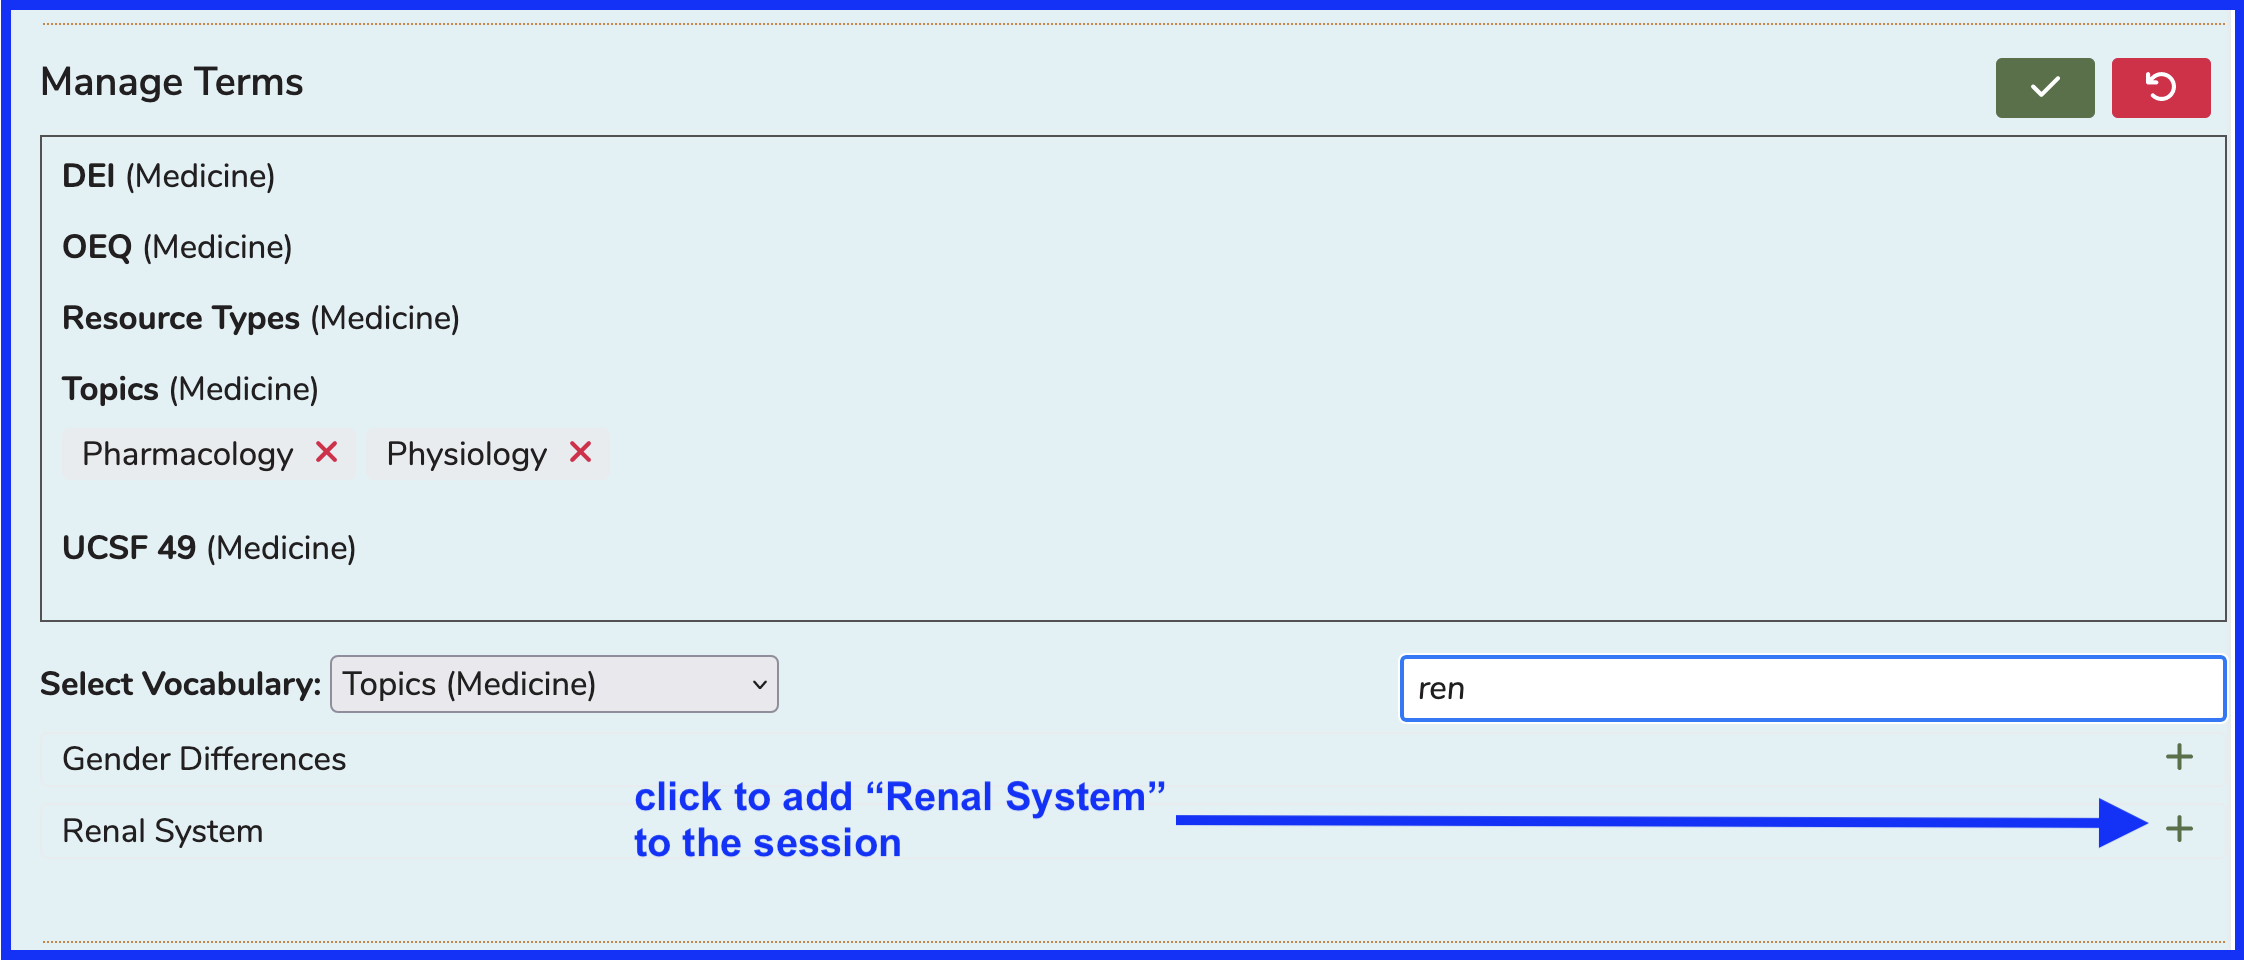 Manage Terms
DEI (Medicine)
OEQ (Medicine)
Resource Types (Medicine)
Topics (Medicine)
Pharmacology Physiology
UCSF 49 (Medicine)
Select Vocabulary: Topics (Medicine) ren
Gender Differences
click to add “Renal System”
Renal System
to the session